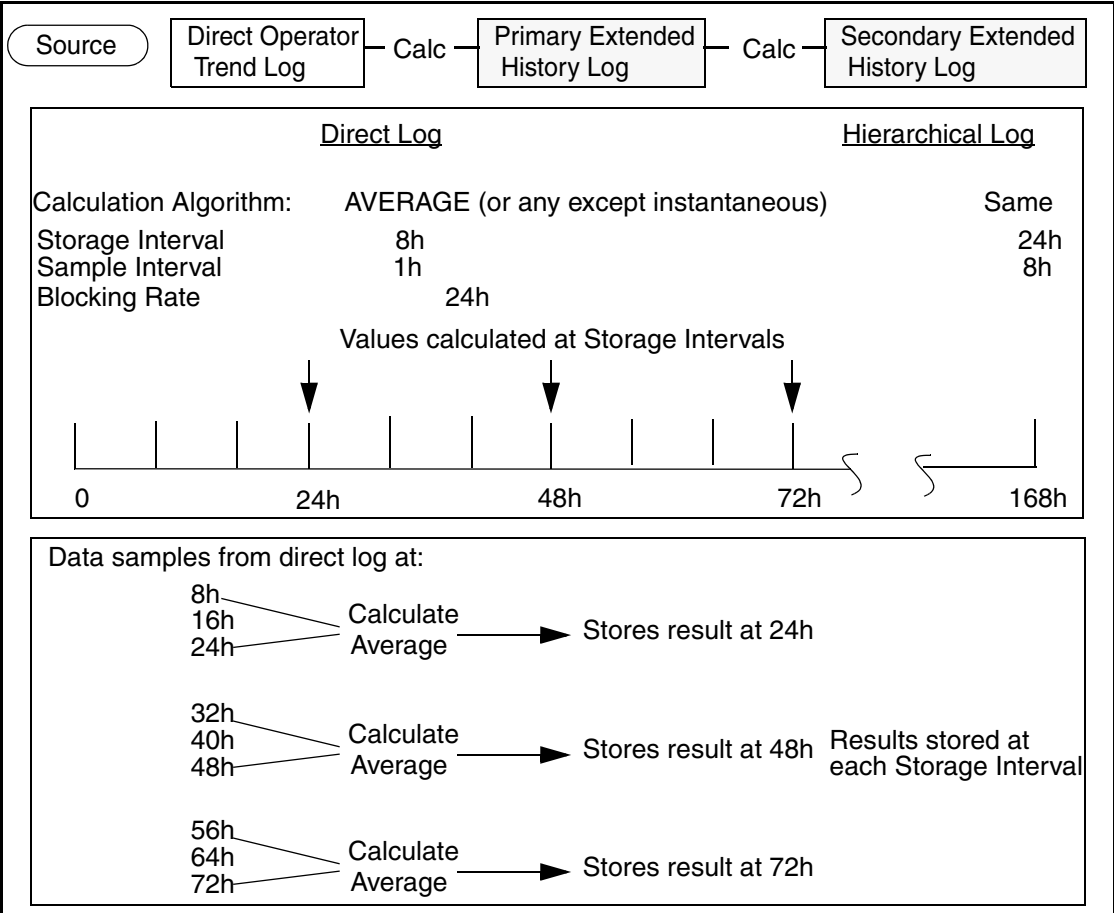 Source
Direct Operator
Trend Log
Calc
Primary Extended
History Log
Calc
Secondary Extended
History Log
Direct Log
Hierarchical Log
Calculation Algorithm: AVERAGE (or any except instantaneous) Same
Storage Interval 8h 24h
Sample Interval 1h 8h
Blocking Rate 24h
Values calculated at Storage Intervals
0 24h 48h 72h 168h
Data samples from direct log at:
8h
16h
24h
Calculate
Average
Stores result at 24h
32h
40h
48h
Calculate
Average
Stores result at 48h
Results stored at
each Storage Interval
56h
64h
72h
Calculate
Average
Stores result at 72h